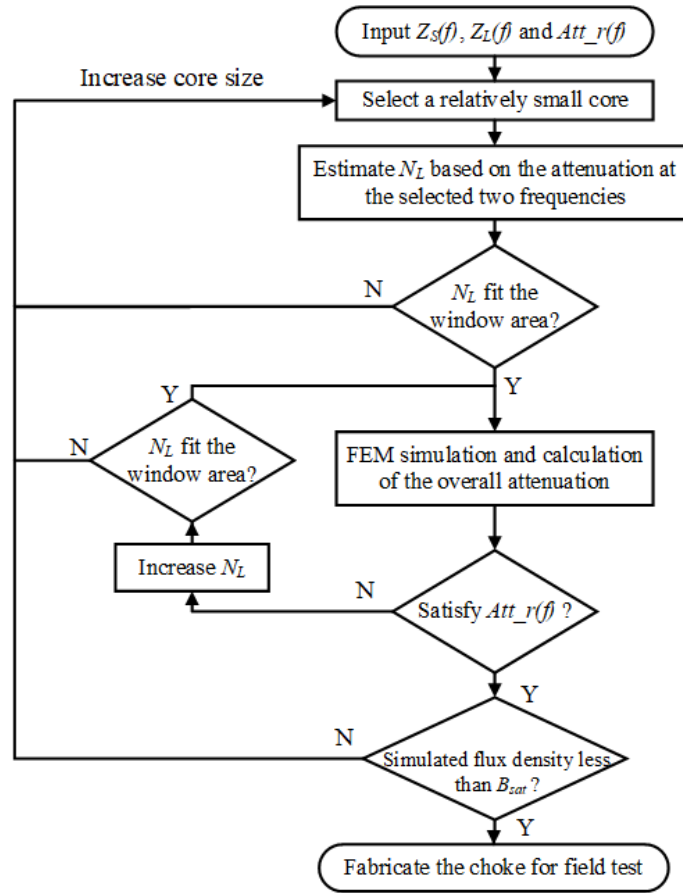 Input Z_S(f), Z_L(f) and Att_r(f)
Increase core size
Select a relatively small core
Estimate N_L based on the attenuation at
the selected two frequencies
N
N_L fit the
window area?
Y
Y
N
N_L fit the
window area?
FEM simulation and calculation
of the overall attenuation
Increase N_L
N
Satisfy Att_r(f) ?
Y
N
Simulated flux density less
than B_sat ?
Y
Fabricate the choke for field test